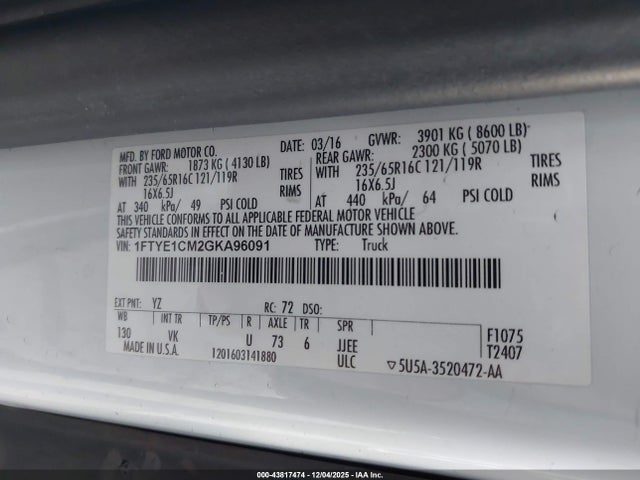 MFD. BY FORD MOTOR CO. DATE: 03/16 GVWR: 3901 KG ( 8600 LB)
FRONT GAWR: 1873 KG ( 4130 LB) REAR GAWR: 2300 KG ( 5070 LB)
WITH 235/65R16C 121/119R TIRES WITH 235/65R16C 121/119R TIRES
16X6.5J RIMS 16X6.5J RIMS
AT 340 kPa/ 49 PSI COLD AT 440 kPa/ 64 PSI COLD
THIS VEHICLE CONFORMS TO ALL APPLICABLE FEDERAL MOTOR VEHICLE
SAFETY STANDARDS IN EFFECT ON THE DATE OF MANUFACTURE SHOWN ABOVE.
VIN: 1FTYE1CM2GKA96091 TYPE: Truck
EXT PNT: YZ RC: 72 DSO:
WB INT TR TP/PS R AXLE TR SPR
130 VK U 73 6 JJEE F1075
MADE IN U.S.A. 1201603141880 ULC T2407
▽5U5A-3520472-AA
00-43817474 - 12/04/2025 - IAA Inc.